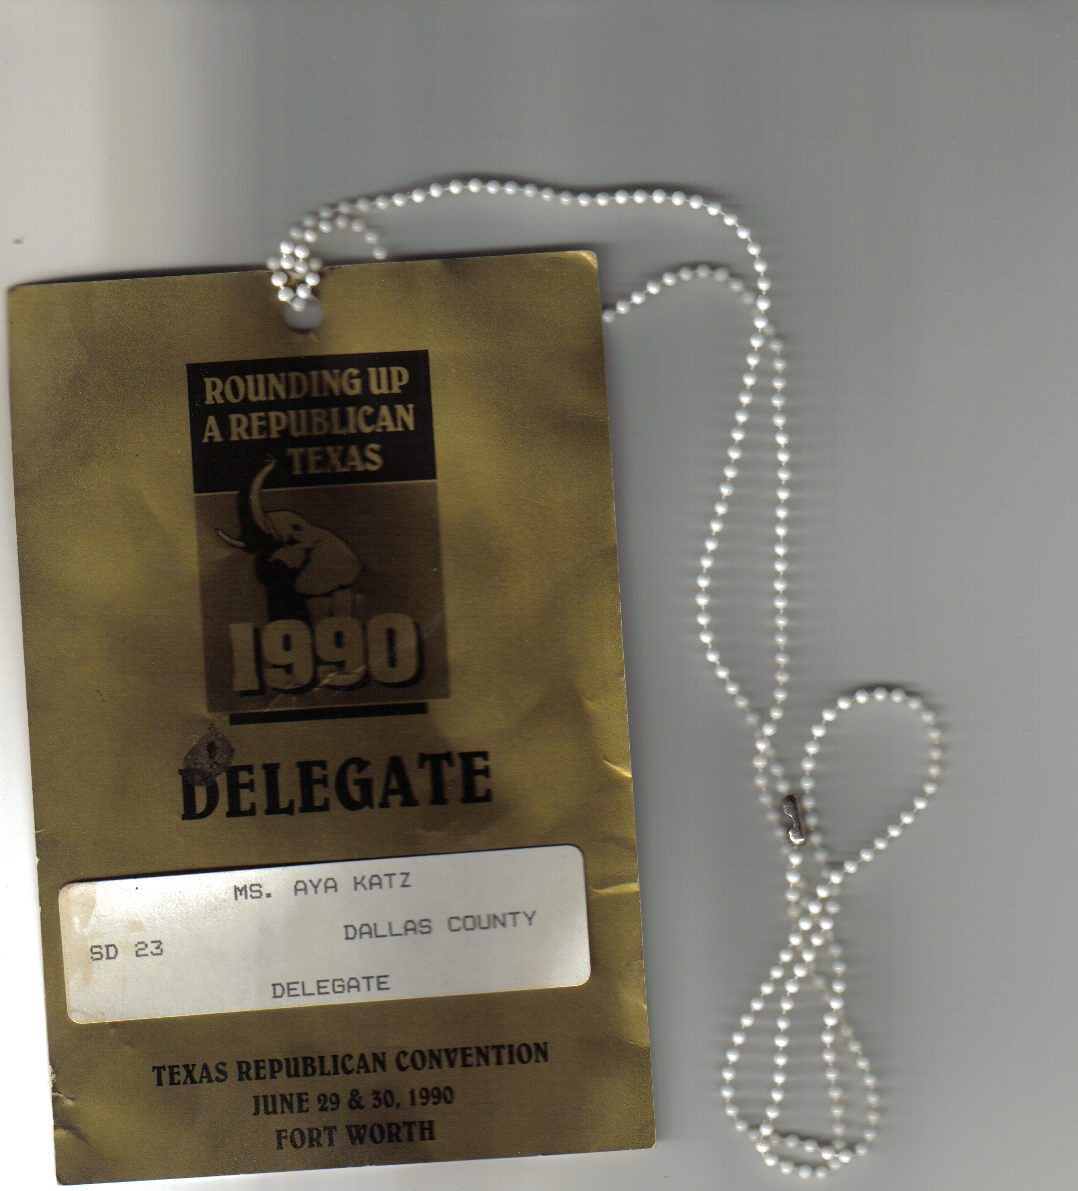 ROUNDING UP
A REPUBLICAN
TEXAS
1990
DELEGATE
MS. AYA KATZ
DALLAS COUNTY
SD 23
DELEGATE
TEXAS REPUBLICAN CONVENTION
JUNE 29 & 30, 1990
FORT WORTH